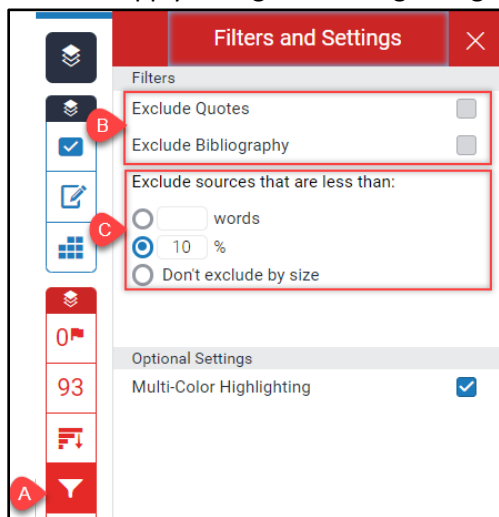 Filters and Settings
Filters
B
Exclude Quotes
Exclude Bibliography
Exclude sources that are less than:
C
words
10 %
Don't exclude by size
0
Optional Settings
93
Multi-Color Highlighting
A